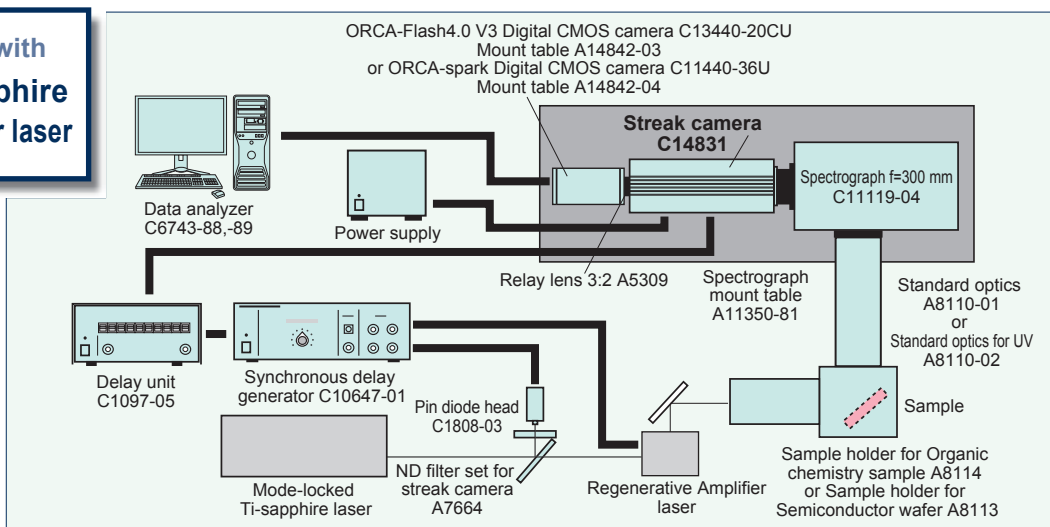 with
phire
r laser
ORCA-Flash4.0 V3 Digital CMOS camera C13440-20CU
Mount table A14842-03
or ORCA-spark Digital CMOS camera C11440-36U
Mount table A14842-04
Streak camera
C14831
Spectrograph f=300 mm
C11119-04
Data analyzer
C6743-88,-89
Power supply
Relay lens 3:2 A5309
Spectrograph
mount table
A11350-81
Standard optics
A8110-01
or
Standard optics for UV
A8110-02
Delay unit
C1097-05
Synchronous delay
generator C10647-01
Pin diode head
C1808-03
Sample
Mode-locked
Ti-sapphire laser
ND filter set for
streak camera
A7664
Regenerative Amplifier
laser
Sample holder for Organic
chemistry sample A8114
or Sample holder for
Semiconductor wafer A8113